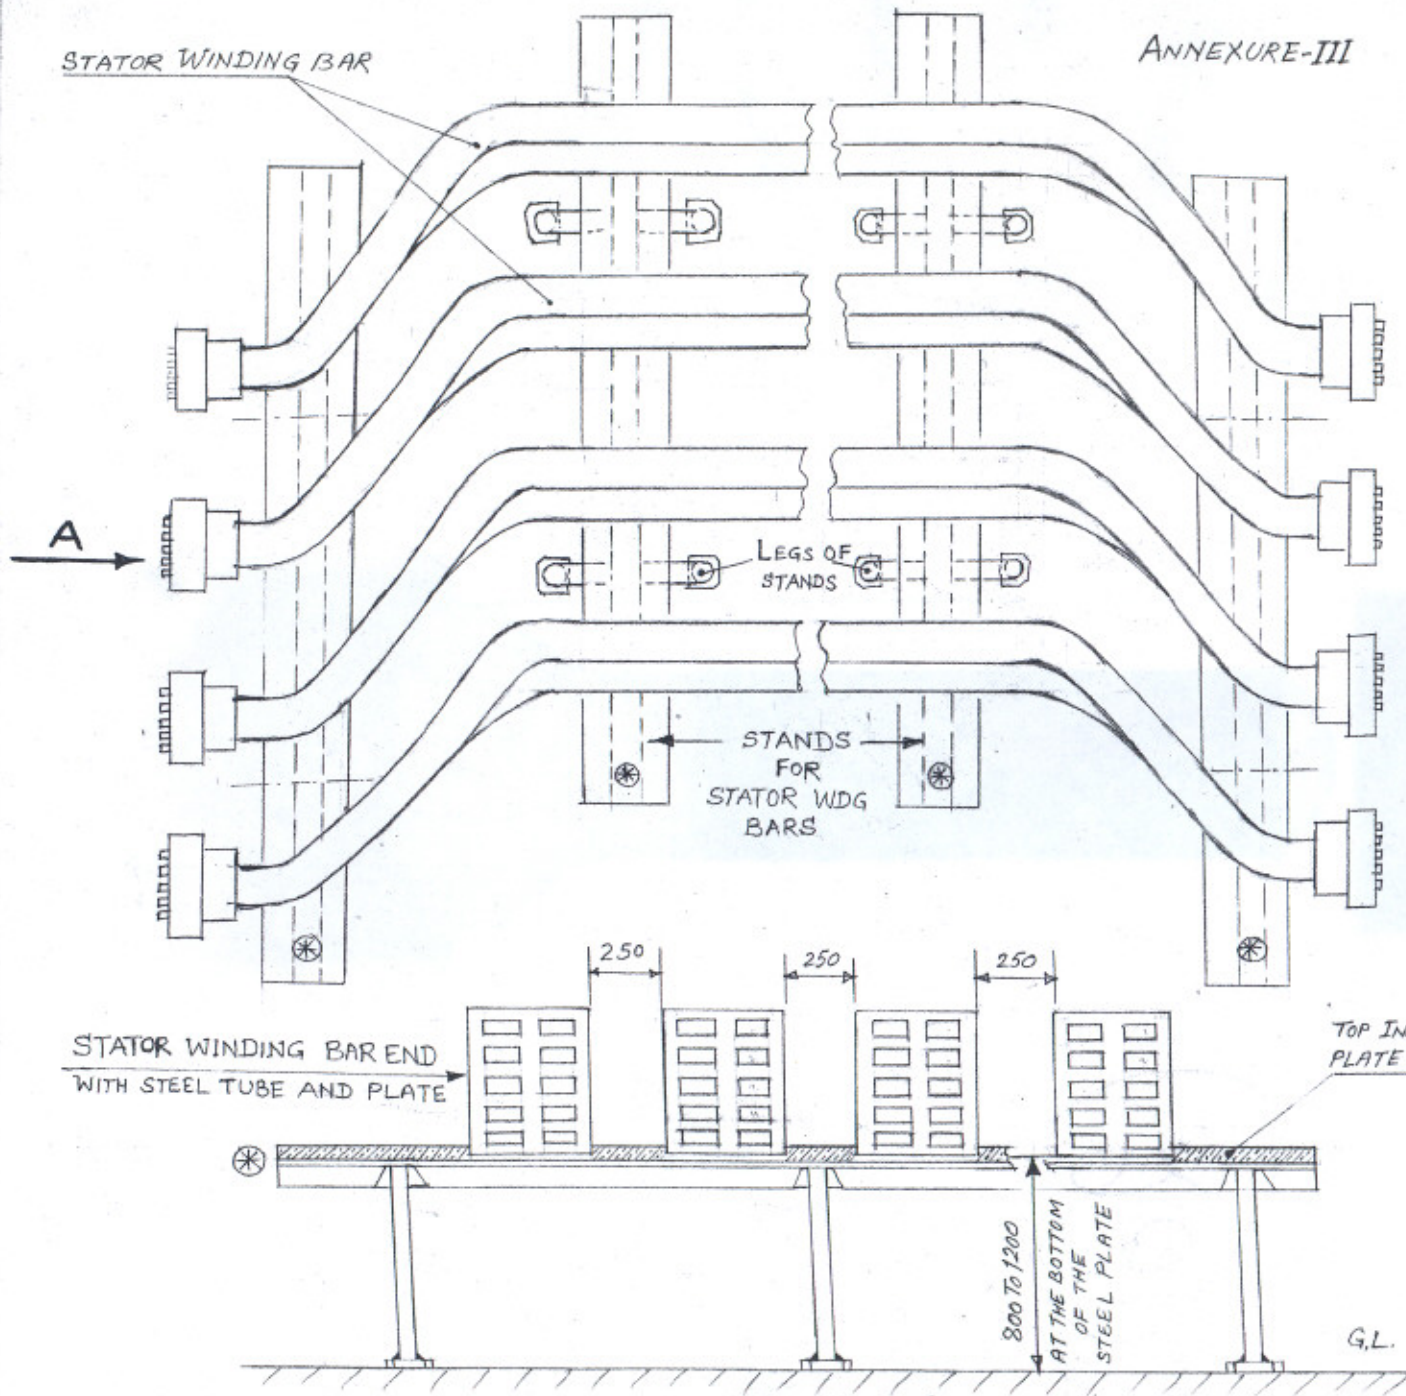 ANNEXURE-III
STATOR WINDING BAR
A
LEGS OF
STANDS
STANDS
FOR
STATOR WDG
BARS
250
250
250
STATOR WINDING BAR END
WITH STEEL TUBE AND PLATE
TOP IN
PLATE
800 TO 1200
AT THE BOTTOM
OF THE
STEEL PLATE
G.L.